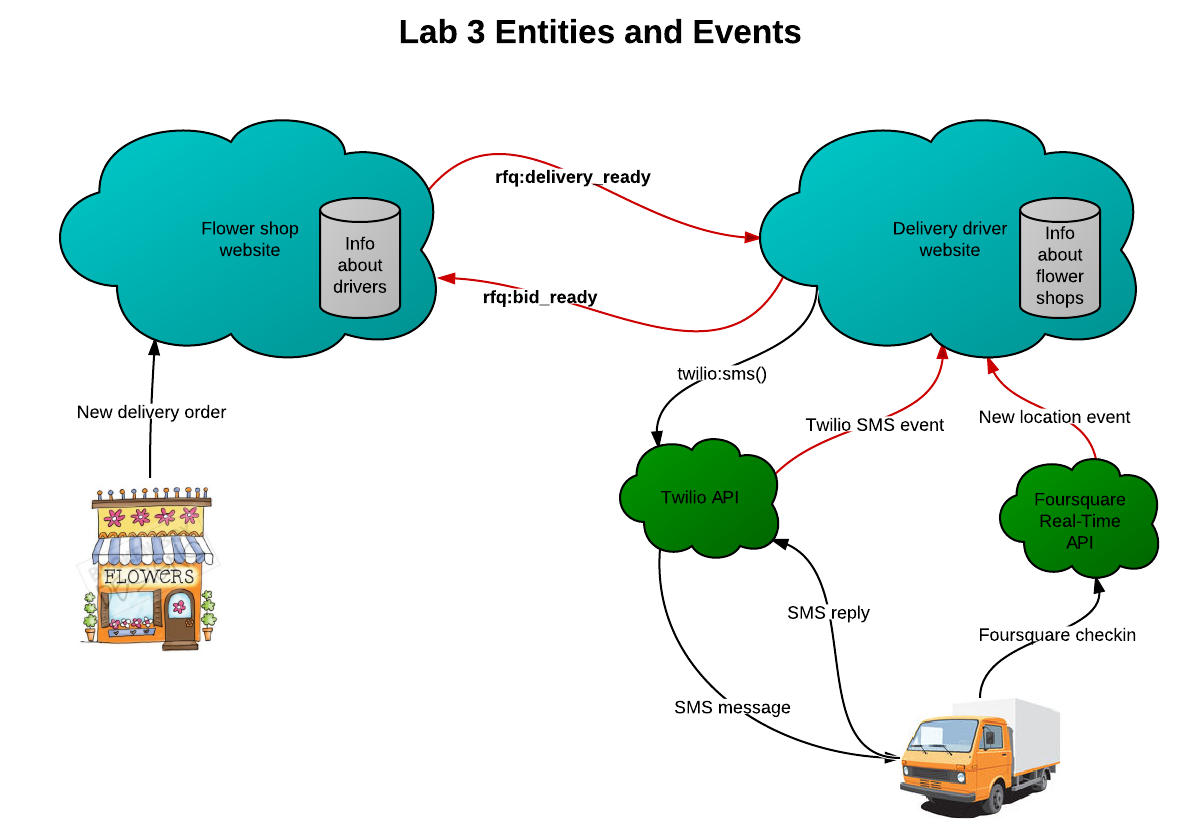 Lab 3 Entities and Events
rfq:delivery_ready
Flower shop
website
Info
about
drivers
Delivery driver
website
Info
about
flower
shops
rfq:bid_ready
twilio:sms()
New delivery order
Twilio SMS event
New location event
Twilio API
Foursquare
Real-Time
API
FLOWERS
SMS reply
Foursquare checkin
SMS message